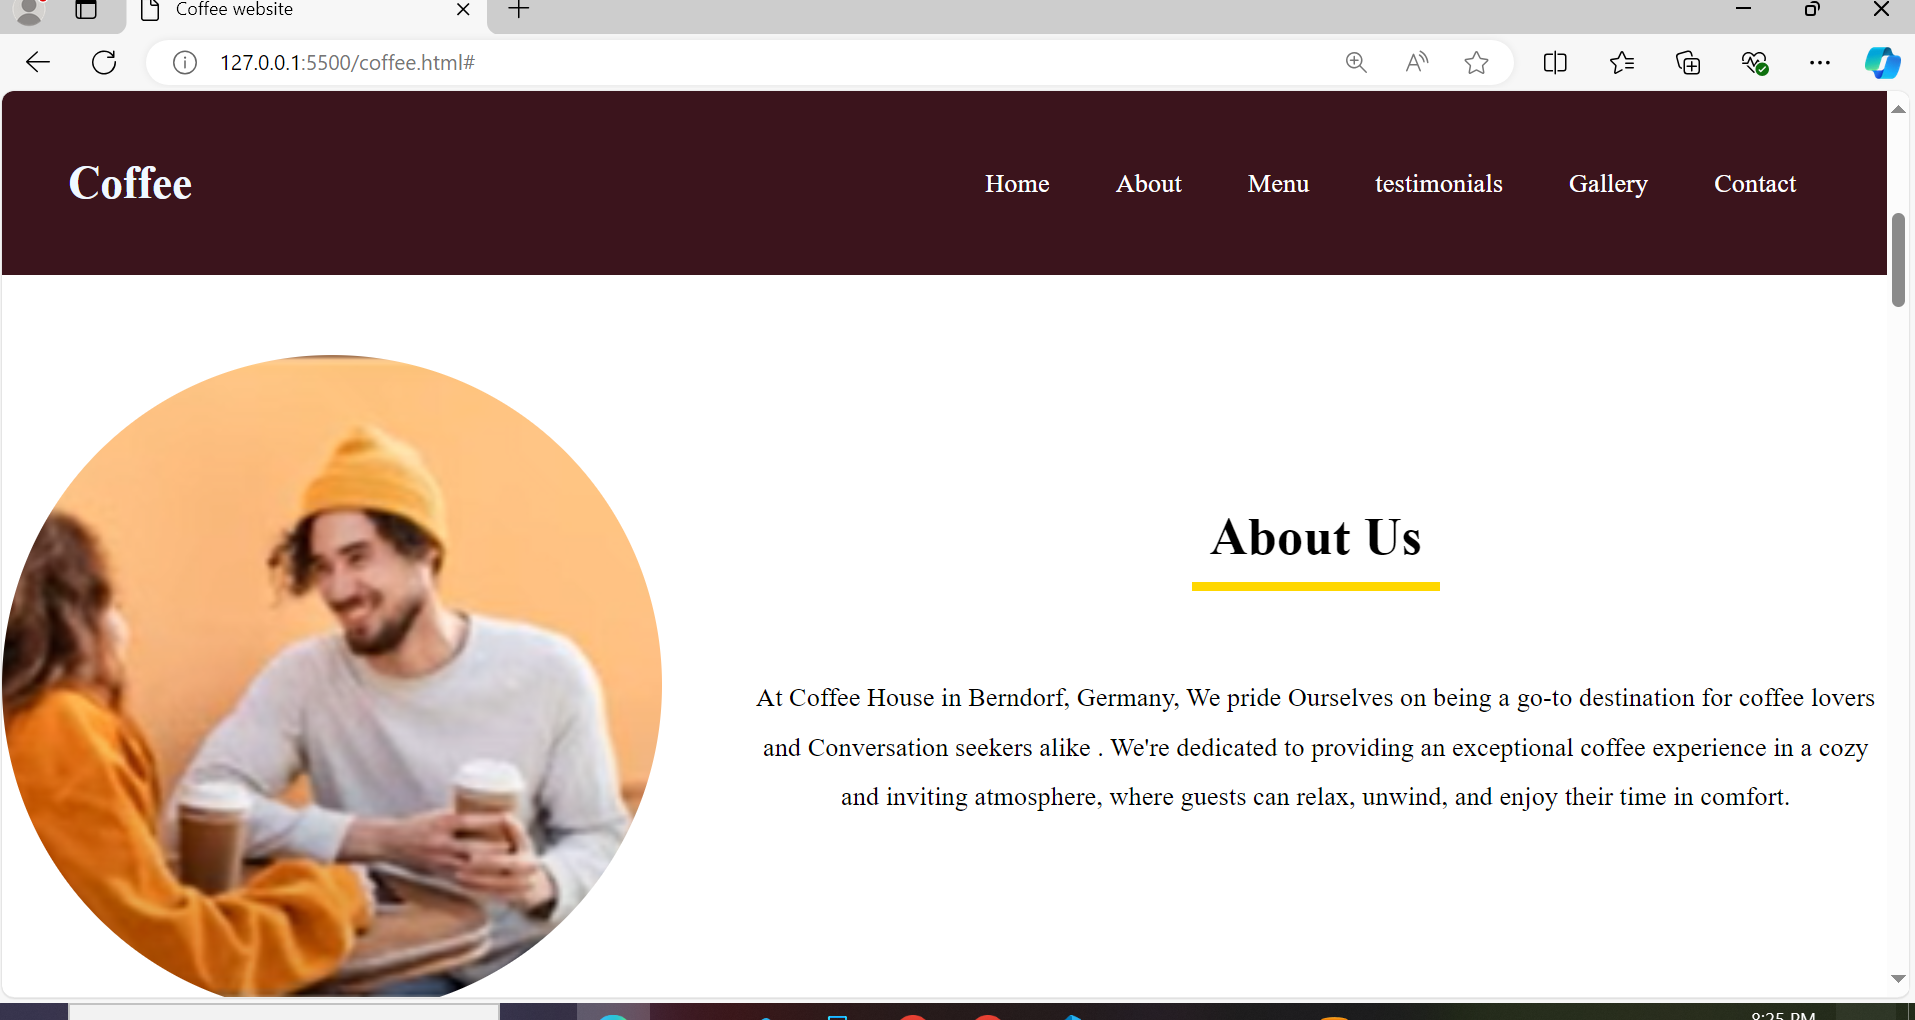 Coffee website
127.0.0.1:5500/coffee.html#
Coffee
Home About Menu testimonials Gallery Contact
About Us
At Coffee House in Berndorf, Germany, We pride Ourselves on being a go-to destination for coffee lovers
and Conversation seekers alike . We're dedicated to providing an exceptional coffee experience in a cozy
and inviting atmosphere, where guests can relax, unwind, and enjoy their time in comfort.
8:25 PM